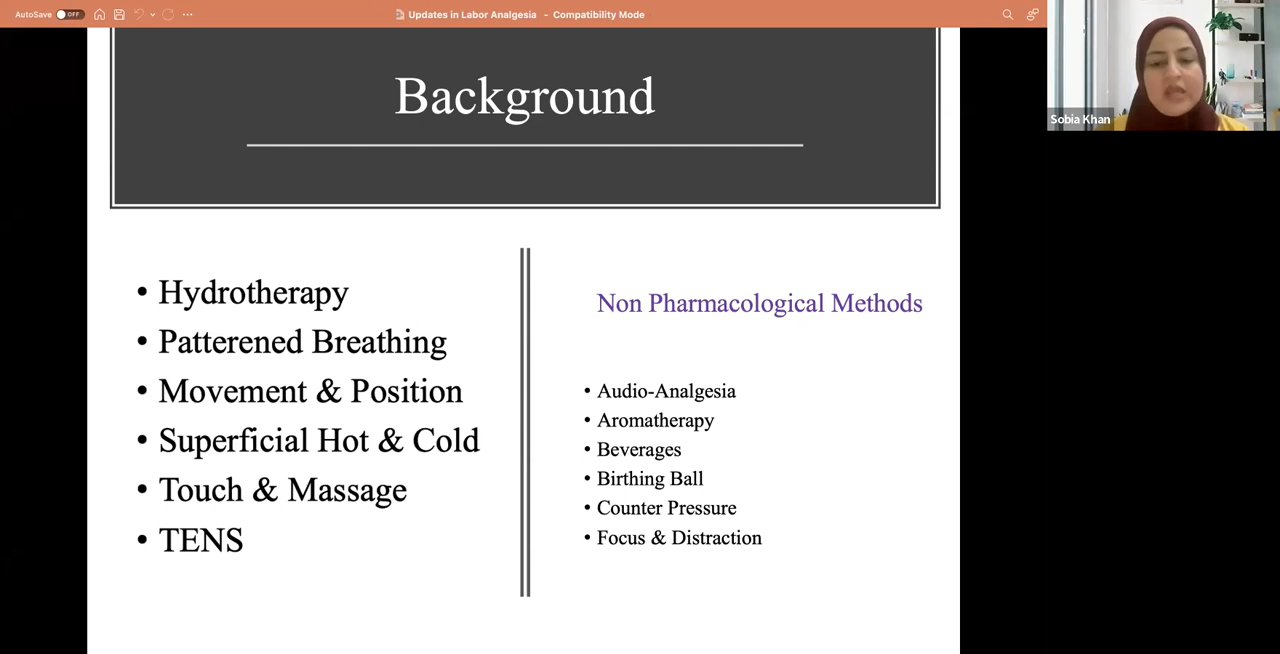 AutoSave OFF
Updates in Labor Analgesia - Compatibility Mode
Sobia Khan
Background
• Hydrotherapy
• Patterened Breathing
• Movement & Position
• Superficial Hot & Cold
• Touch & Massage
• TENS
Non Pharmacological Methods
• Audio-Analgesia
• Aromatherapy
• Beverages
• Birthing Ball
• Counter Pressure
• Focus & Distraction